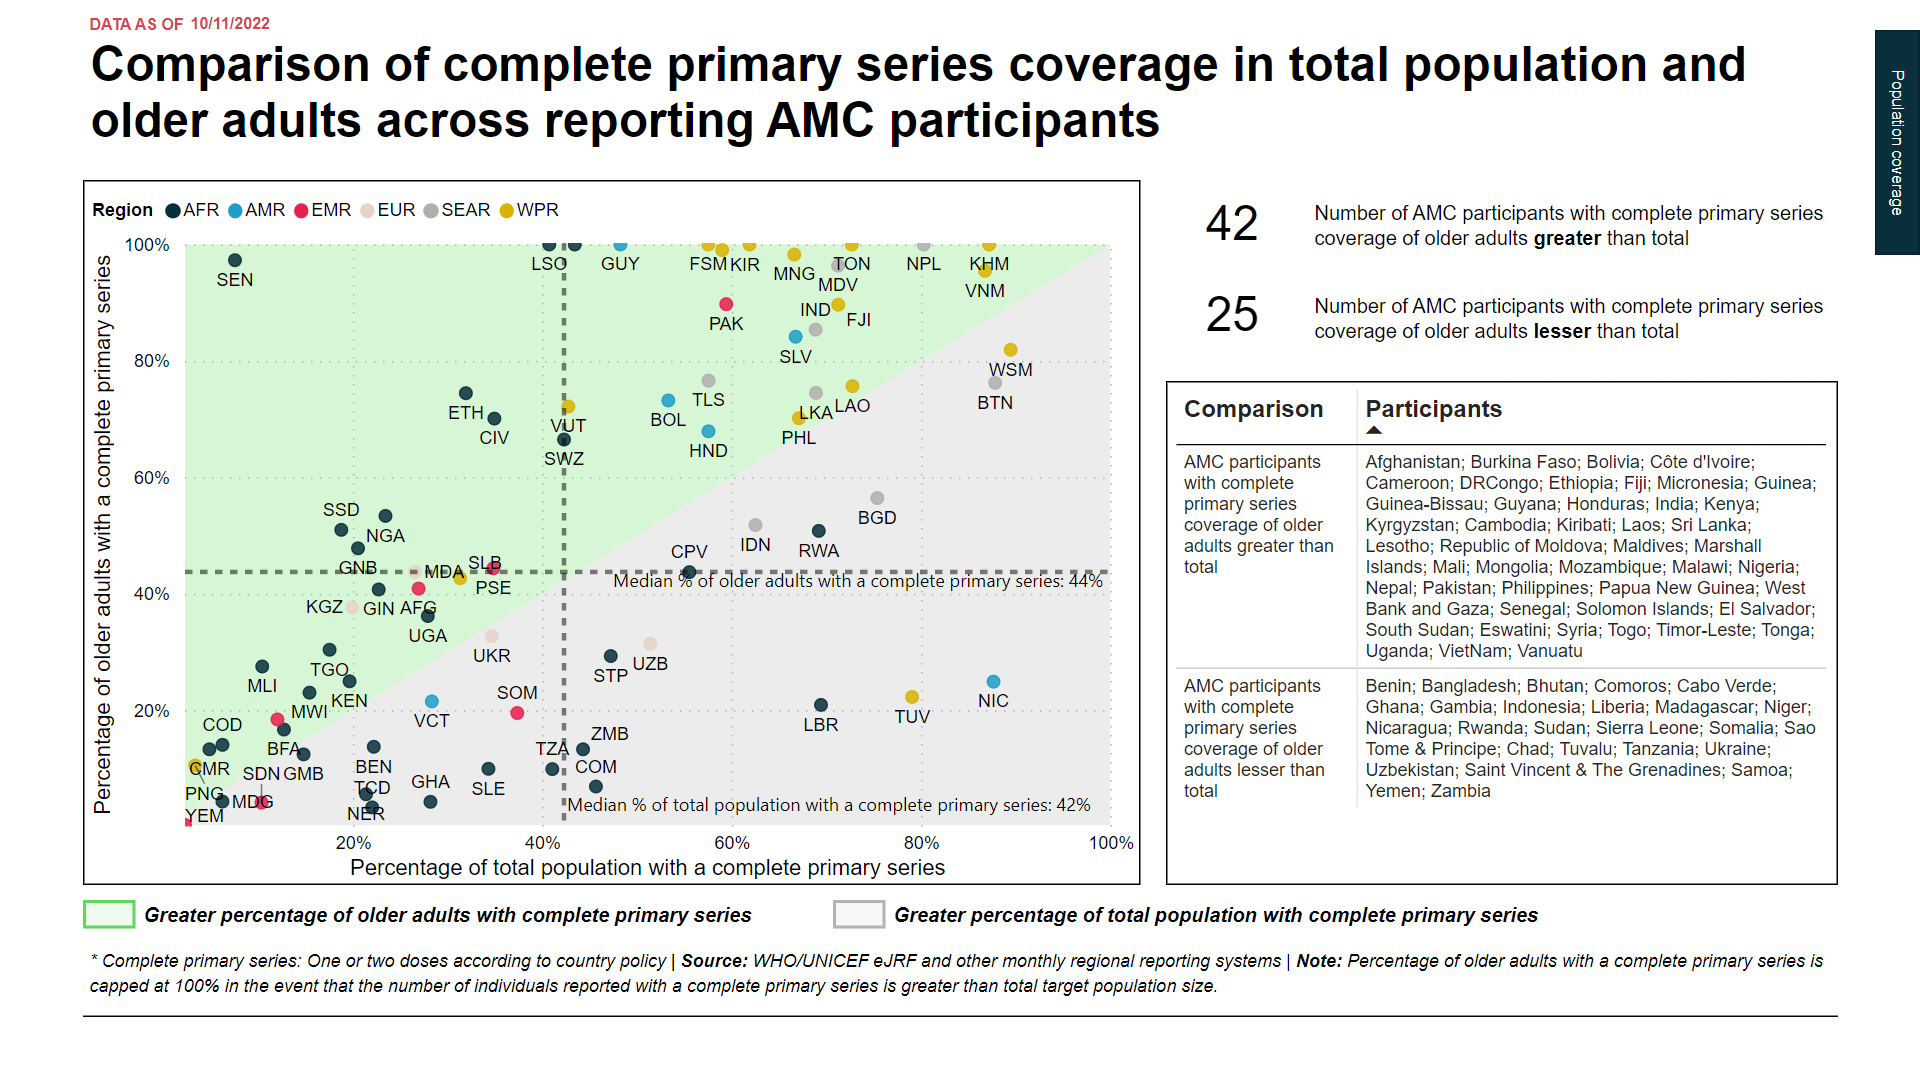 DATA AS OF 10/11/2022
Comparison of complete primary series coverage in total population and
older adults across reporting AMC participants
Population coverage
Region AFR AMR EMR EUR SEAR WPR
Percentage of older adults with a complete primary series
100%
80%
60%
40%
20%
SEN
LSO
GUY
FSM
KIR
MNG
TON
MDV
NPL
KHM
VNM
PAK
IND
FJI
SLV
WSM
BTN
ETH
CIV
VUT
SWZ
BOL
TLS
HND
LKA
LAO
PHL
SSD
NGA
GNB
MDA
SLB
PSE
CPV
IDN
RWA
BGD
Median % of older adults with a complete primary series: 44%
KGZ
GIN
AFG
UGA
UKR
STP
UZB
TGO
MLI
KEN
MWI
VCT
SOM
LBR
TUV
NIC
COD
BFA
CMR
SDN
GMB
BEN
TCD
GHA
SLE
TZA
ZMB
COM
PNG
MDG
NER
YEM
Median % of total population with a complete primary series: 42%
20%
40%
60%
80%
100%
Percentage of total population with a complete primary series
42
Number of AMC participants with complete primary series
coverage of older adults greater than total
25
Number of AMC participants with complete primary series
coverage of older adults lesser than total
Comparison
Participants
AMC participants
with complete
primary series
coverage of older
adults greater than
total
Afghanistan; Burkina Faso; Bolivia; Côte d'Ivoire;
Cameroon; DRCongo; Ethiopia; Fiji; Micronesia; Guinea;
Guinea-Bissau; Guyana; Honduras; India; Kenya;
Kyrgyzstan; Cambodia; Kiribati; Laos; Sri Lanka;
Lesotho; Republic of Moldova; Maldives; Marshall
Islands; Mali; Mongolia; Mozambique; Malawi; Nigeria;
Nepal; Pakistan; Philippines; Papua New Guinea; West
Bank and Gaza; Senegal; Solomon Islands; El Salvador;
South Sudan; Eswatini; Syria; Togo; Timor-Leste; Tonga;
Uganda; VietNam; Vanuatu
AMC participants
with complete
primary series
coverage of older
adults lesser than
total
Benin; Bangladesh; Bhutan; Comoros; Cabo Verde;
Ghana; Gambia; Indonesia; Liberia; Madagascar; Niger;
Nicaragua; Rwanda; Sudan; Sierra Leone; Somalia; Sao
Tome & Principe; Chad; Tuvalu; Tanzania; Ukraine;
Uzbekistan; Saint Vincent & The Grenadines; Samoa;
Yemen; Zambia
Greater percentage of older adults with complete primary series
Greater percentage of total population with complete primary series
* Complete primary series: One or two doses according to country policy | Source: WHO/UNICEF eJRF and other monthly regional reporting systems | Note: Percentage of older adults with a complete primary series is
capped at 100% in the event that the number of individuals reported with a complete primary series is greater than total target population size.